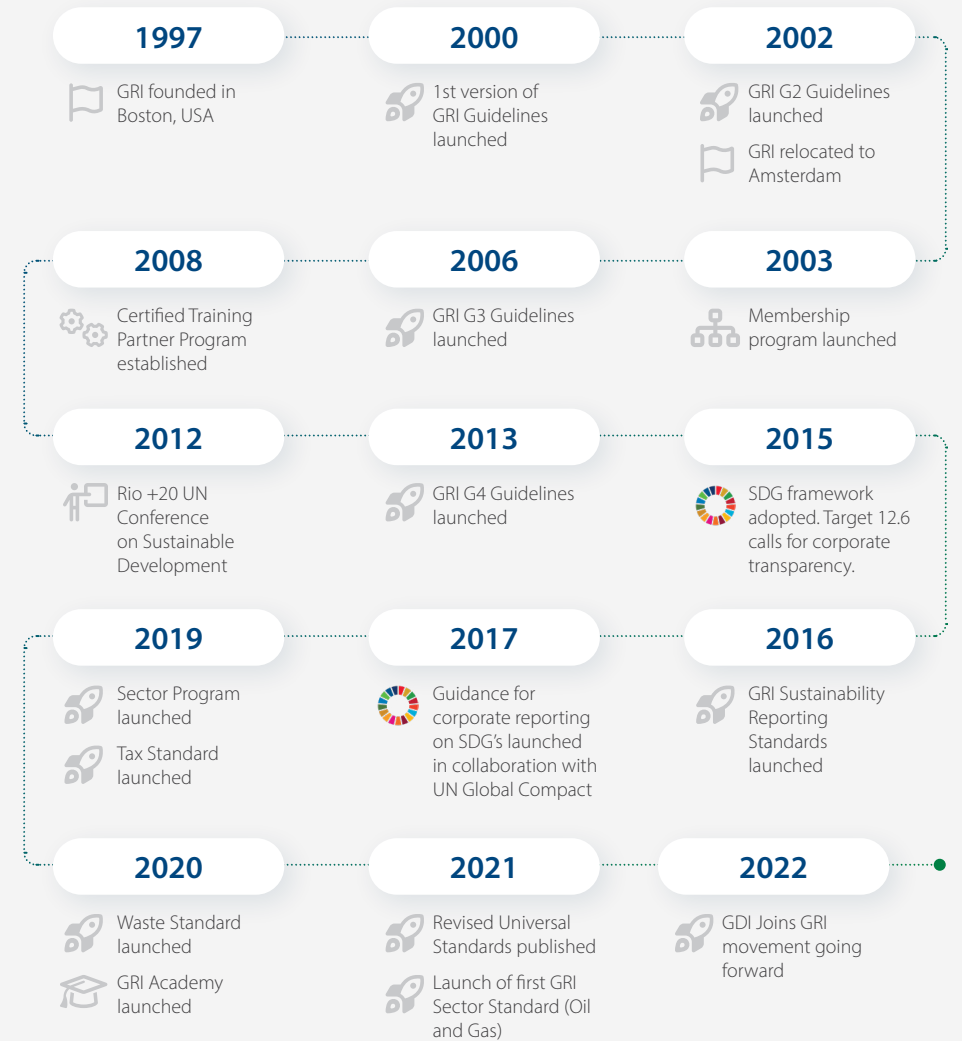 1997
GRI founded in
Boston, USA
2000
1st version of
GRI Guidelines
launched
2002
GRI G2 Guidelines
launched
GRI relocated to
Amsterdam
2003
Membership
program launched
2006
GRI G3 Guidelines
launched
2008
Certified Training
Partner Program
established
2012
Rio +20 UN
Conference
on Sustainable
Development
2013
GRI G4 Guidelines
launched
2015
SDG framework
adopted. Target 12.6
calls for corporate
transparency.
2016
GRI Sustainability
Reporting
Standards
launched
2017
Guidance for
corporate reporting
on SDG's launched
in collaboration with
UN Global Compact
2019
Sector Program
launched
Tax Standard
launched
2020
Waste Standard
launched
GRI Academy
launched
2021
Revised Universal
Standards published
Launch of first GRI
Sector Standard (Oil
and Gas)
2022
GDI Joins GRI
movement going
forward